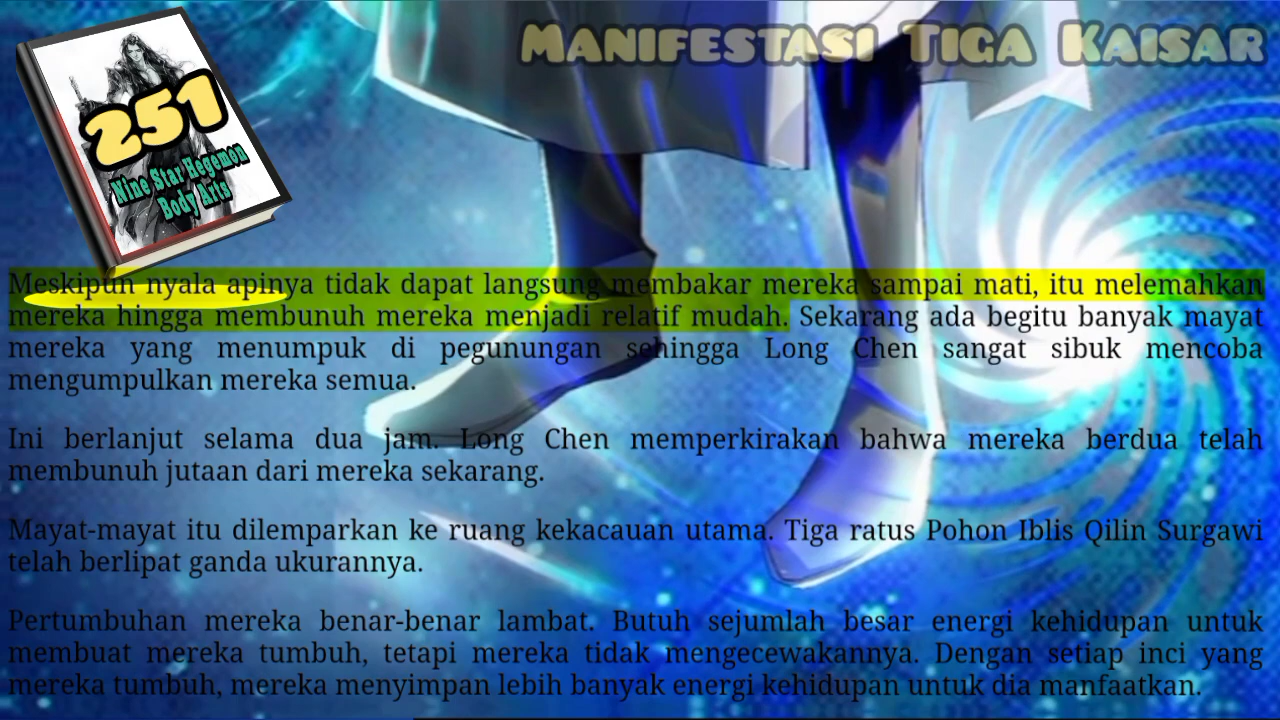 Manifestasi Tiga Kaisar
251
Nine Star Hegemon
Body Arts
Meskipun nyala apinya tidak dapat langsung membakar mereka sampai mati, itu melemahkan
mereka hingga membunuh mereka menjadi relatif mudah. Sekarang ada begitu banyak mayat
mereka yang menumpuk di pegunungan sehingga Long Chen sangat sibuk mencoba
mengumpulkan mereka semua.
Ini berlanjut selama dua jam. Long Chen memperkirakan bahwa mereka berdua telah
membunuh jutaan dari mereka sekarang.
Mayat-mayat itu dilemparkan ke ruang kekacauan utama. Tiga ratus Pohon Iblis Qilin Surgawi
telah berlipat ganda ukurannya.
Pertumbuhan mereka benar-benar lambat. Butuh sejumlah besar energi kehidupan untuk
membuat mereka tumbuh, tetapi mereka tidak mengecewakannya. Dengan setiap inci yang
mereka tumbuh, mereka menyimpan lebih banyak energi kehidupan untuk dia manfaatkan.